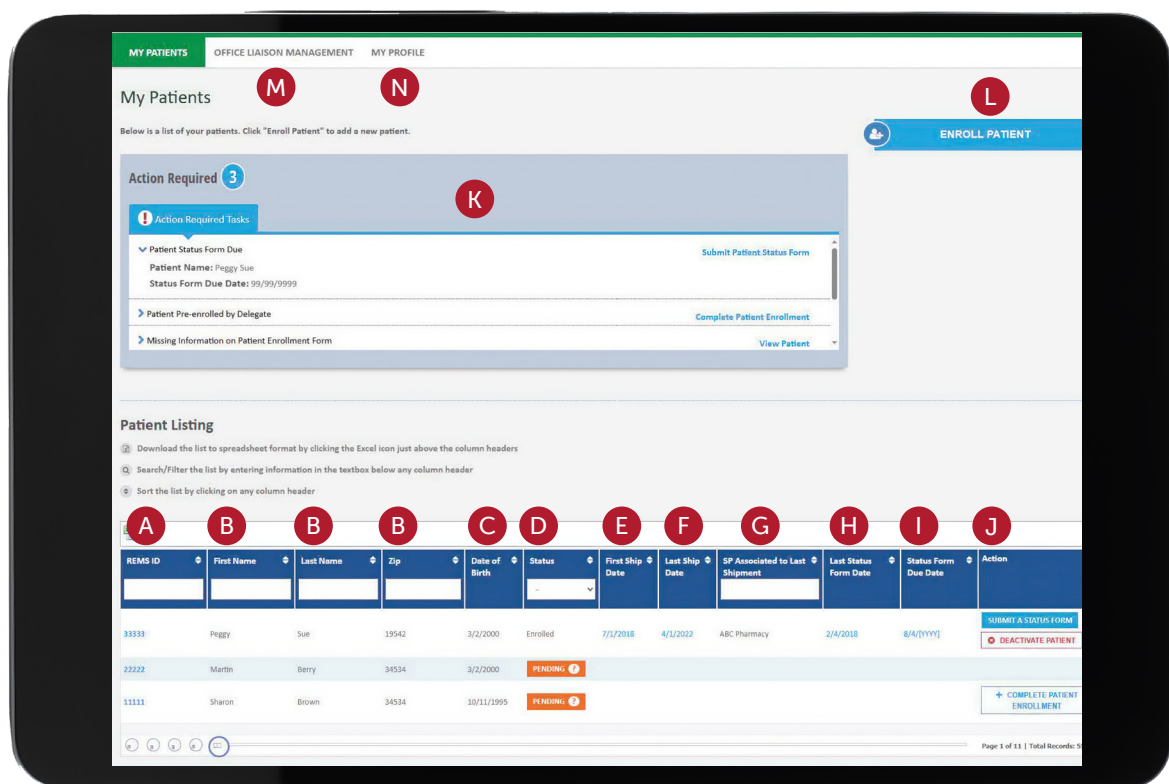 MY PATIENTS OFFICE LIAISON MANAGEMENT MY PROFILE
M N
My Patients
L
Below is a list of your patients. Click "Enroll Patient" to add a new patient.
ENROLL PATIENT
Action Required 3
K
! Action Required Tasks
Patient Status Form Due Submit Patient Status Form
Patient Name: Peggy Sue
Status Form Due Date: 99/99/9999
Patient Pre-enrolled by Delegate Complete Patient Enrollment
Missing Information on Patient Enrollment Form View Patient
Patient Listing
Download the list to spreadsheet format by clicking the Excel icon just above the column headers
Search/Filter the list by entering information in the textbox below any column header
Sort the list by clicking on any column header
A B B B C D E F G H I J
REMS ID First Name Last Name Zip Date of Birth Status First Ship Date Last Ship Date SP Associated to Last Shipment Last Status Form Date Status Form Due Date Action
-
33333 Peggy Sue 19542 3/2/2000 Enrolled 7/1/2018 4/1/2022 ABC Pharmacy 2/4/2018 8/4/[YYYY] SUBMIT A STATUS FORM
DEACTIVATE PATIENT
22222 Martin Berry 34534 3/2/2000 PENDING ?
11111 Sharon Brown 34534 10/11/1995 PENDING ? + COMPLETE PATIENT
ENROLLMENT
Page 1 of 11 | Total Records: